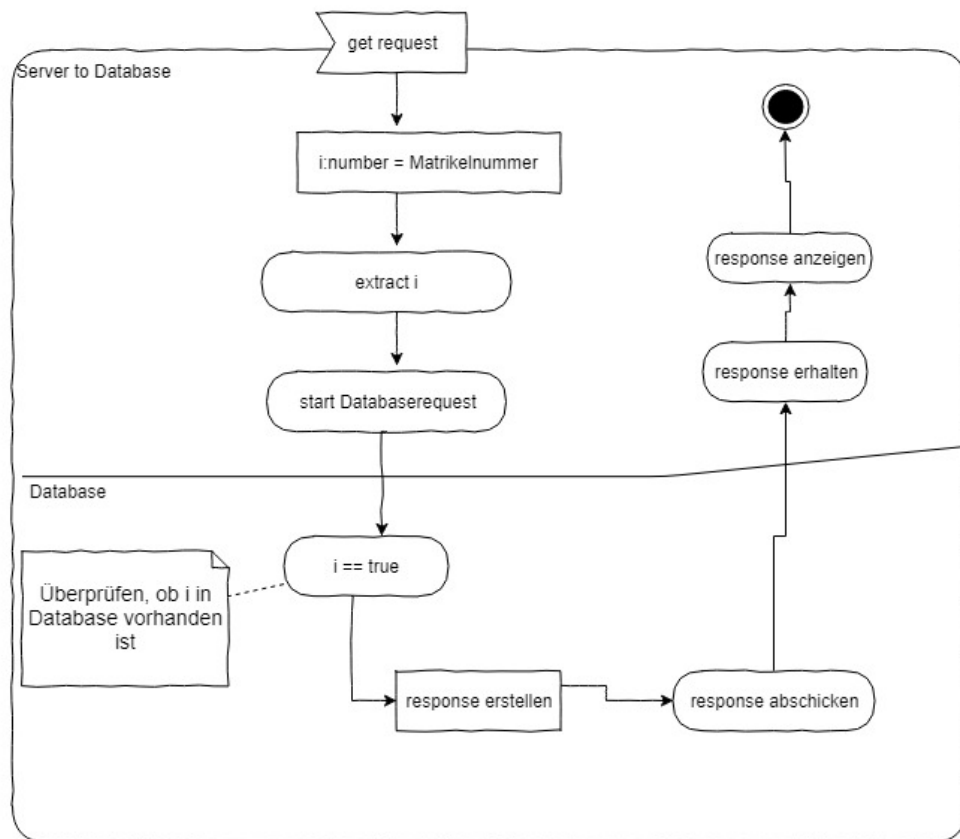 get request
Server to Database
i:number = Matrikelnummer
extract i
response anzeigen
response erhalten
start Databaserequest
Database
i == true
Überprüfen, ob i in
Database vorhanden
ist
response erstellen
response abschicken